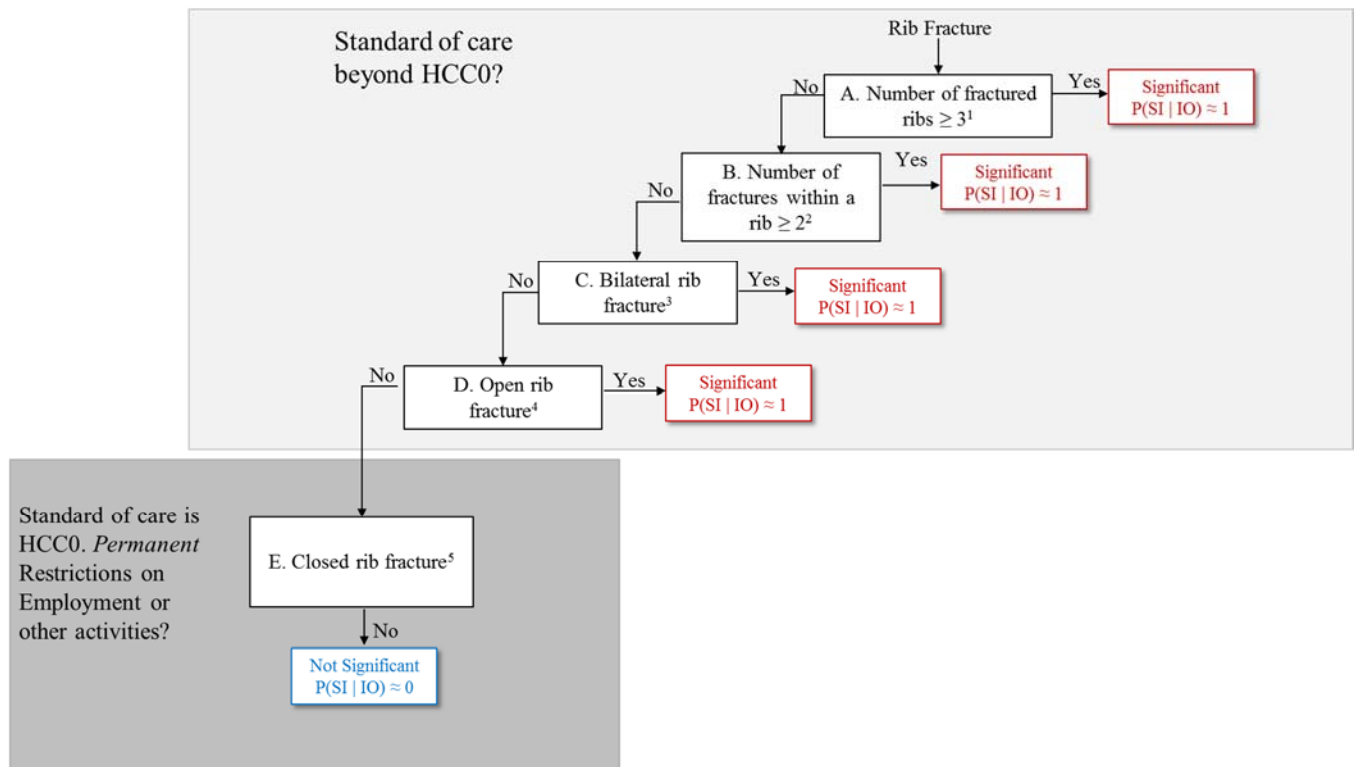 Standard of care
beyond HCC0?
Rib Fracture
No
A. Number of fractured
ribs ≥ 3¹
Yes
Significant
P(SI | IO) ≈ 1
No
B. Number of
fractures within a
rib ≥ 2²
Yes
Significant
P(SI | IO) ≈ 1
No
C. Bilateral rib
fracture³
Yes
Significant
P(SI | IO) ≈ 1
No
D. Open rib
fracture⁴
Yes
Significant
P(SI | IO) ≈ 1
Standard of care is
HCC0. Permanent
Restrictions on
Employment or
other activities?
E. Closed rib fracture⁵
No
Not Significant
P(SI | IO) ≈ 0